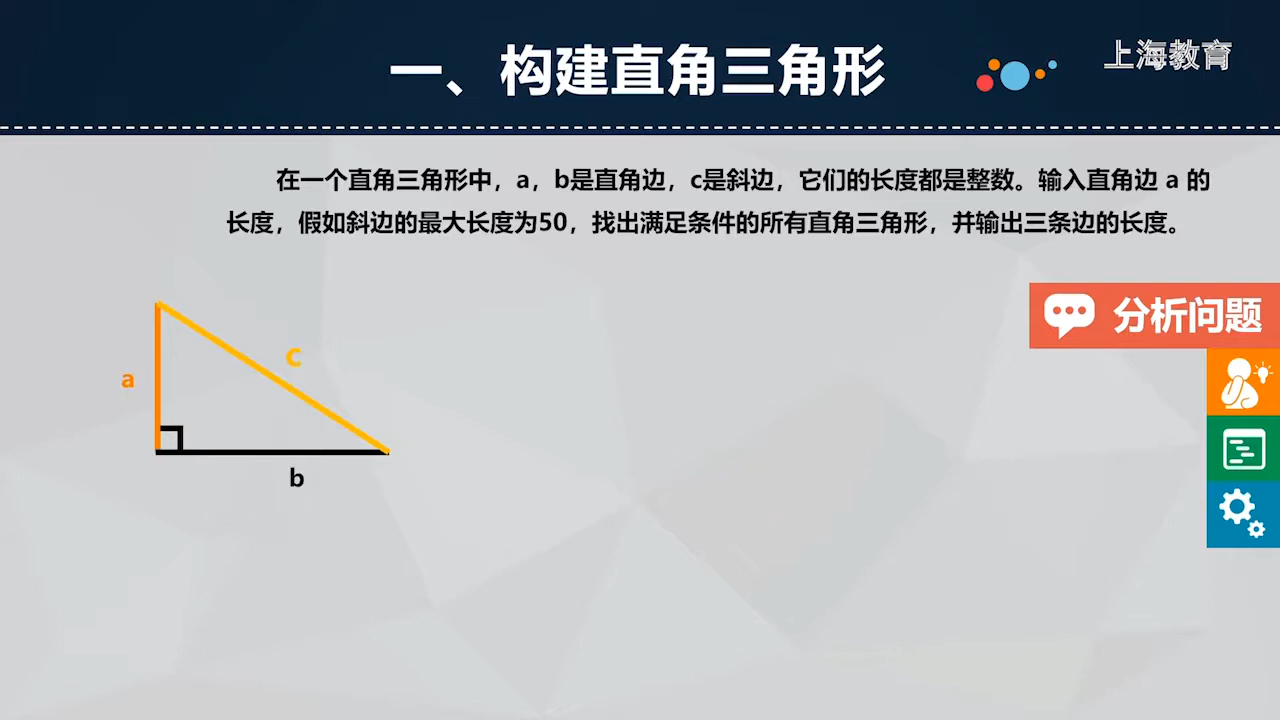 一、构建直角三角形
上海教育
在一个直角三角形中，a，b是直角边，c是斜边，它们的长度都是整数。输入直角边 a 的
长度，假如斜边的最大长度为50，找出满足条件的所有直角三角形，并输出三条边的长度。
分析问题
c
a
b